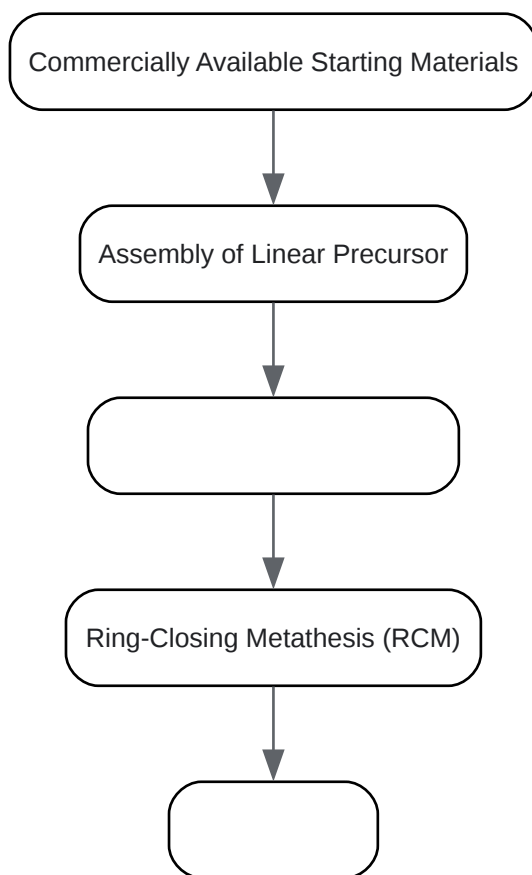 Commercially Available Starting Materials
Assembly of Linear Precursor
Ring-Closing Metathesis (RCM)